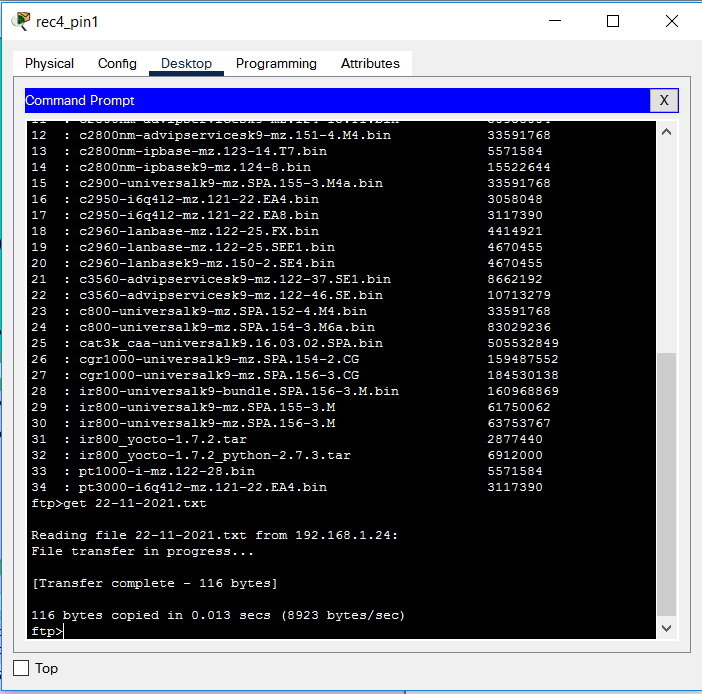 rec4_pin1
Physical Config Desktop Programming Attributes
Command Prompt X
12 : c2800nm-advipservicesk9-mz.151-4.M4.bin 33591768
13 : c2800nm-ipbase-mz.123-14.T7.bin 5571584
14 : c2800nm-ipbasek9-mz.124-8.bin 15522644
15 : c2900-universalk9-mz.SPA.155-3.M4a.bin 33591768
16 : c2950-i6q4l2-mz.121-22.EA4.bin 3058048
17 : c2950-i6q4l2-mz.121-22.EA8.bin 3117390
18 : c2960-lanbase-mz.122-25.FX.bin 4414921
19 : c2960-lanbase-mz.122-25.SEE1.bin 4670455
20 : c2960-lanbasek9-mz.150-2.SE4.bin 4670455
21 : c3560-advipservicesk9-mz.122-37.SE1.bin 8662192
22 : c3560-advipservicesk9-mz.122-46.SE.bin 10713279
23 : c800-universalk9-mz.SPA.152-4.M4.bin 33591768
24 : c800-universalk9-mz.SPA.154-3.M6a.bin 83029236
25 : cat3k_caa-universalk9.16.03.02.SPA.bin 505532849
26 : cgr1000-universalk9-mz.SPA.154-2.CG 159487552
27 : cgr1000-universalk9-mz.SPA.156-3.CG 184530138
28 : ir800-universalk9-bundle.SPA.156-3.M.bin 160968869
29 : ir800-universalk9-mz.SPA.155-3.M 61750062
30 : ir800-universalk9-mz.SPA.156-3.M 63753767
31 : ir800_yocto-1.7.2.tar 2877440
32 : ir800_yocto-1.7.2_python-2.7.3.tar 6912000
33 : pt1000-i-mz.122-28.bin 5571584
34 : pt3000-i6q4l2-mz.121-22.EA4.bin 3117390
ftp>get 22-11-2021.txt
Reading file 22-11-2021.txt from 192.168.1.24:
File transfer in progress...
[Transfer complete - 116 bytes]
116 bytes copied in 0.013 secs (8923 bytes/sec)
ftp>
Top